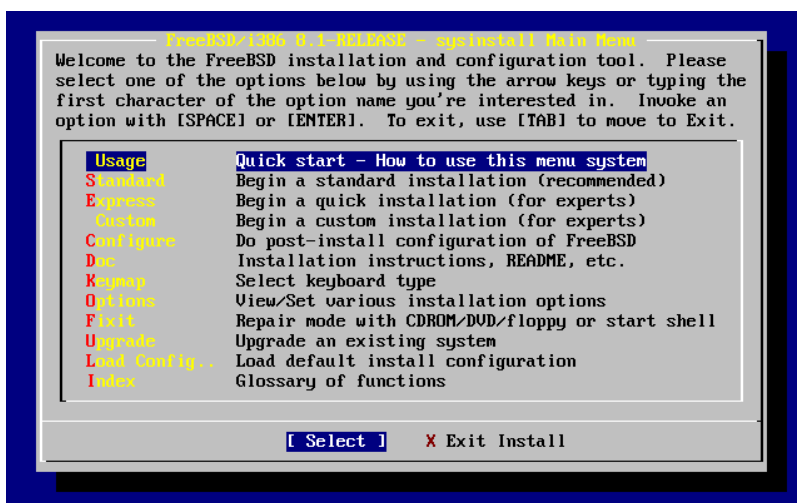 FreeBSD/i386 8.1-RELEASE - sysinstall Main Menu
Welcome to the FreeBSD installation and configuration tool.  Please
select one of the options below by using the arrow keys or typing the
first character of the option name you're interested in.  Invoke an
option with [SPACE] or [ENTER].  To exit, use [TAB] to move to Exit.
Usage Quick start - How to use this menu system
Standard Begin a standard installation (recommended)
Express Begin a quick installation (for experts)
Custom Begin a custom installation (for experts)
Configure Do post-install configuration of FreeBSD
Doc Installation instructions, README, etc.
Keymap Select keyboard type
Options View/Set various installation options
Fixit Repair mode with CDROM/DVD/floppy or start shell
Upgrade Upgrade an existing system
Load Config.. Load default install configuration
Index Glossary of functions
[ Select ] X Exit Install